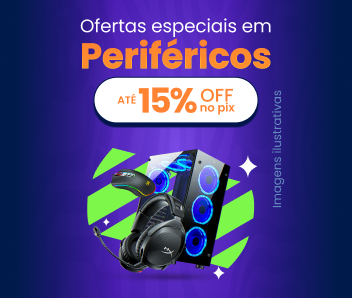 Ofertas especiais em
Periféricos
ATÉ 15% OFF
no pix
Imagens ilustrativas